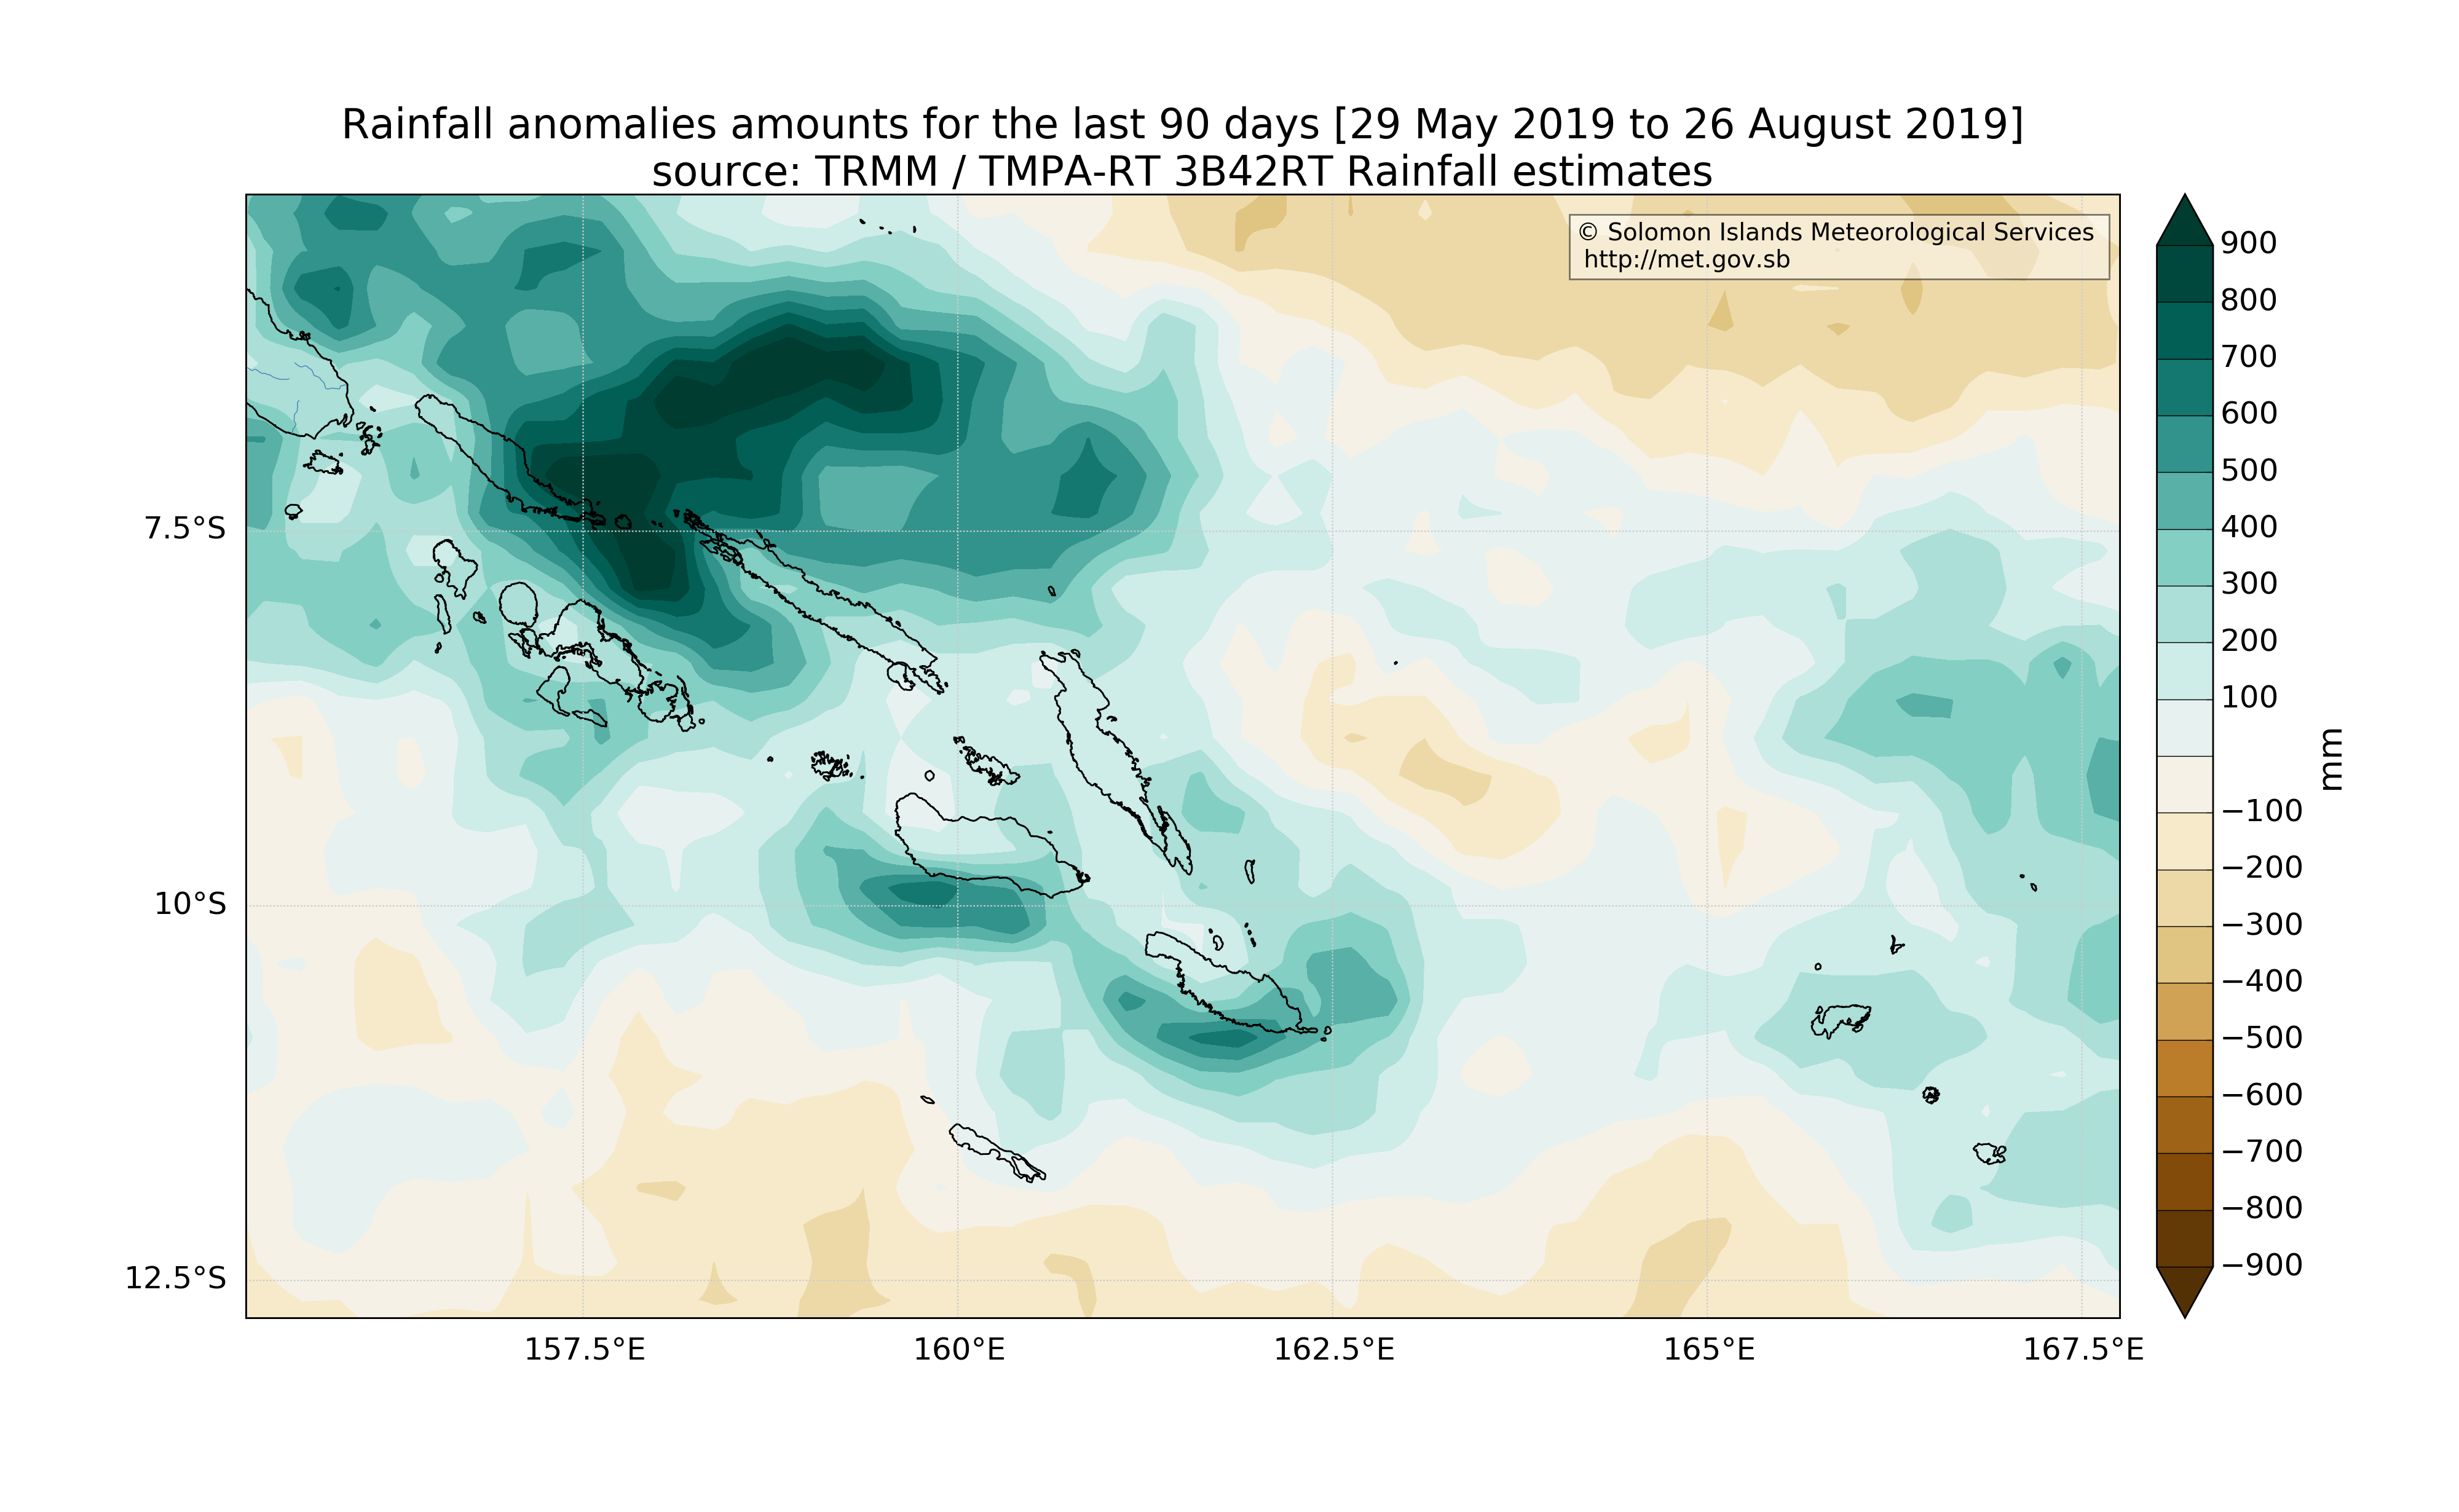 Rainfall anomalies amounts for the last 90 days [29 May 2019 to 26 August 2019]
source: TRMM / TMPA-RT 3B42RT Rainfall estimates
© Solomon Islands Meteorological Services
http://met.gov.sb
900
800
700
600
500
400
300
200
100
−100
−200
−300
−400
−500
−600
−700
−800
−900
mm
7.5°S
10°S
12.5°S
157.5°E
160°E
162.5°E
165°E
167.5°E